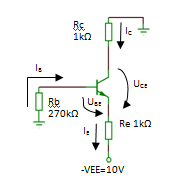 Rc
1kΩ
Ic
IB
UCE
Rb
270kΩ
UBE
Re 1kΩ
IE
-VEE=10V